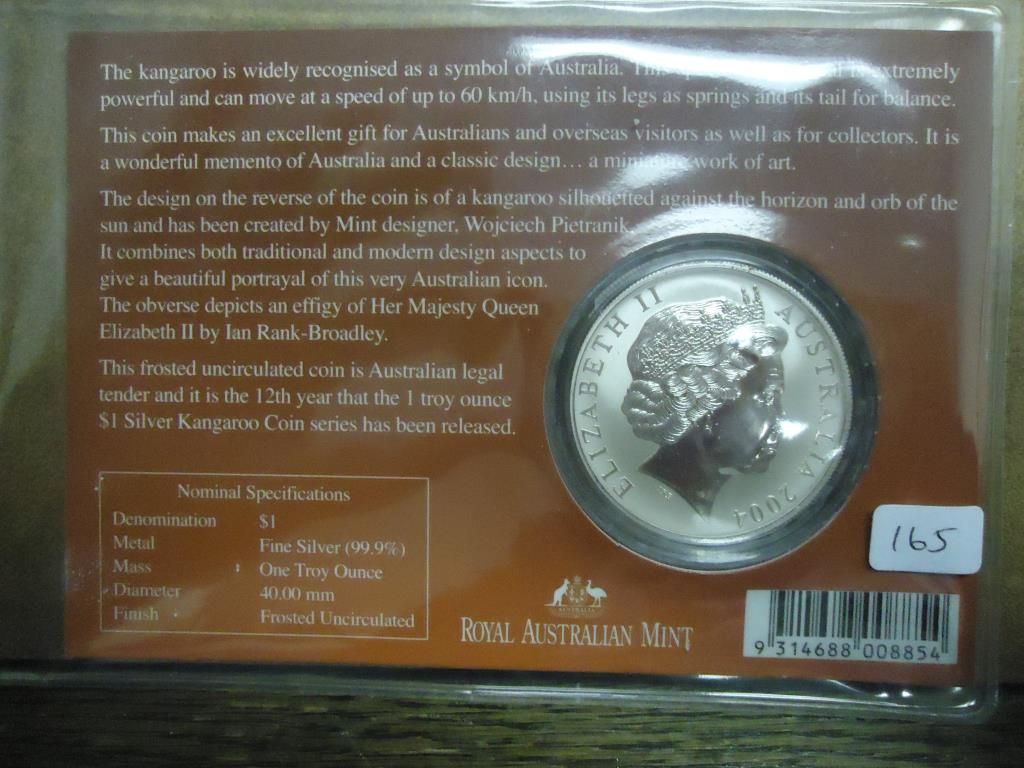 The kangaroo is widely recognised as a symbol of Australia. This extremely
powerful and can move at a speed of up to 60 km/h, using its legs as springs and its tail for balance.
This coin makes an excellent gift for Australians and overseas visitors as well as for collectors. It is
a wonderful memento of Australia and a classic design... a miniature work of art.
The design on the reverse of the coin is of a kangaroo silhouetted against the horizon and orb of the
sun and has been created by Mint designer, Wojciech Pietranik.
It combines both traditional and modern design aspects to
give a beautiful portrayal of this very Australian icon.
The obverse depicts an effigy of Her Majesty Queen
Elizabeth II by Ian Rank-Broadley.
This frosted uncirculated coin is Australian legal
tender and it is the 12th year that the 1 troy ounce
$1 Silver Kangaroo Coin series has been released.
ELIZABETH II AUSTRALIA 2004
165
Nominal Specifications
Denomination $1
Metal Fine Silver (99.9%)
Mass One Troy Ounce
Diameter 40.00 mm
Finish Frosted Uncirculated
AUSTRALIA
ROYAL AUSTRALIAN MINT
9 314688 008854